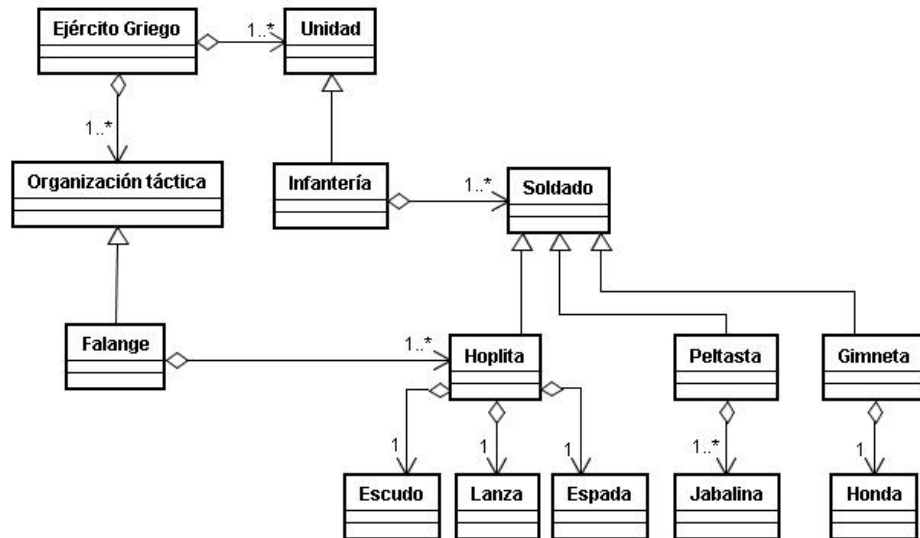 Ejército Griego
1..*
Unidad
1..*
Organización táctica
Infantería
1..*
Soldado
Falange
1..*
Hoplita
Peltasta
Gimneta
1
1
1
1..*
1
Escudo
Lanza
Espada
Jabalina
Honda